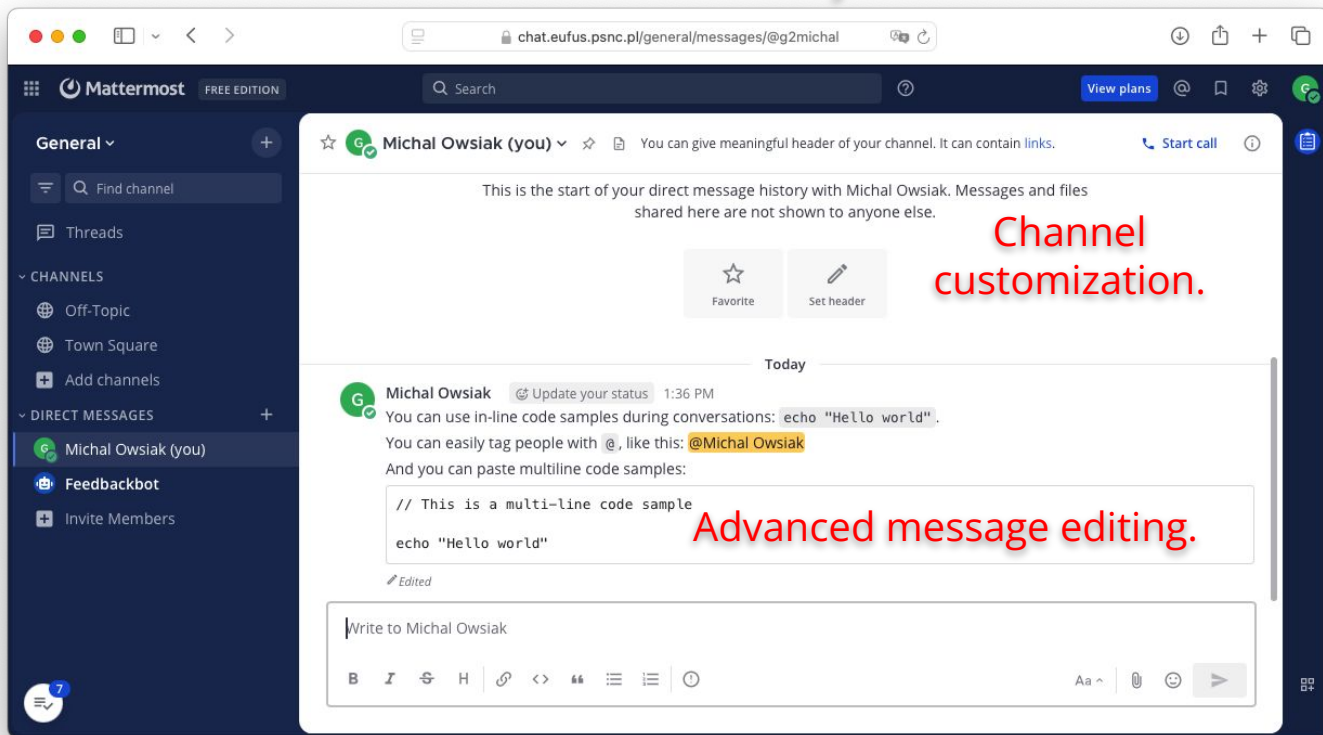 chat.eufus.psnc.pl/general/messages/@g2michal
Mattermost FREE EDITION
Search
View plans
G
General
Find channel
Threads
CHANNELS
Off-Topic
Town Square
Add channels
DIRECT MESSAGES
G Michal Owsiak (you)
Feedbackbot
Invite Members
7
G Michal Owsiak (you) You can give meaningful header of your channel. It can contain links. Start call
This is the start of your direct message history with Michal Owsiak. Messages and files
shared here are not shown to anyone else.
Channel
customization.
Favorite Set header
Today
G Michal Owsiak Update your status 1:36 PM
You can use in-line code samples during conversations: echo "Hello world" .
You can easily tag people with @, like this: @Michal Owsiak
And you can paste multiline code samples:
// This is a multi-line code sample
Advanced message editing.
echo "Hello world"
Edited
Write to Michal Owsiak
B I S H Aa